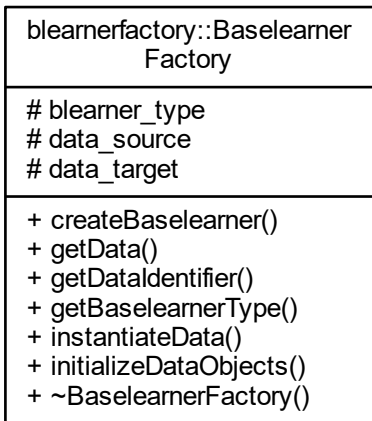 blearnerfactory::Baselearner
Factory
# blearner_type
# data_source
# data_target
+ createBaselearner()
+ getData()
+ getDataIdentifier()
+ getBaselearnerType()
+ instantiateData()
+ initializeDataObjects()
+ ~BaselearnerFactory()